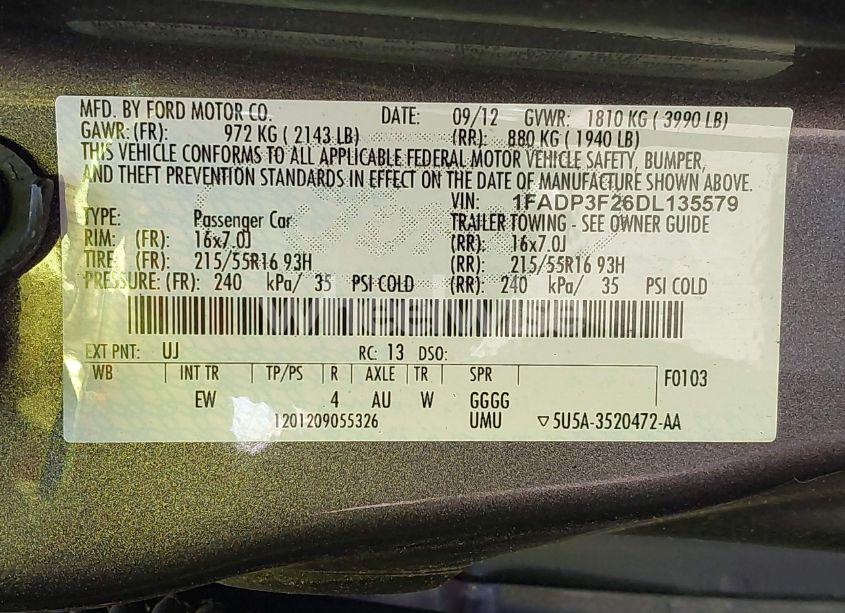 MFD. BY FORD MOTOR CO. DATE: 09/12 GVWR: 1810 KG ( 3990 LB)
GAWR: (FR): 972 KG ( 2143 LB) (RR): 880 KG ( 1940 LB)
THIS VEHICLE CONFORMS TO ALL APPLICABLE FEDERAL MOTOR VEHICLE SAFETY, BUMPER,
AND THEFT PREVENTION STANDARDS IN EFFECT ON THE DATE OF MANUFACTURE SHOWN ABOVE.
VIN: 1FADP3F26DL135579
TYPE: Passenger Car TRAILER TOWING - SEE OWNER GUIDE
RIM: (FR): 16x7.0J (RR): 16x7.0J
TIRE: (FR): 215/55R16 93H (RR): 215/55R16 93H
PRESSURE: (FR): 240 kPa/ 35 PSI COLD (RR): 240 kPa/ 35 PSI COLD
EXT PNT: UJ RC: 13 DSO:
WB INT TR TP/PS R AXLE TR SPR F0103
EW 4 AU W GGGG
1201209055326 UMU ▽5U5A-3520472-AA